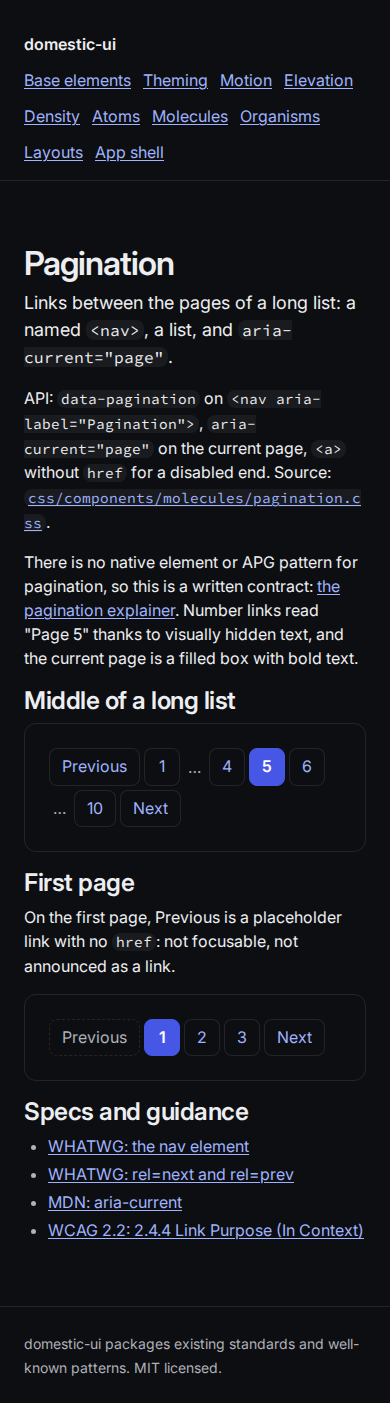 domestic-ui
Base elements Theming Motion Elevation
Density Atoms Molecules Organisms
Layouts App shell
Pagination
Links between the pages of a long list: a
named <nav>, a list, and aria-
current="page".
API: data-pagination on <nav aria-
label="Pagination">, aria-
current="page" on the current page, <a>
without href for a disabled end. Source:
css/components/molecules/pagination.c
ss.
There is no native element or APG pattern for
pagination, so this is a written contract: the
pagination explainer. Number links read
"Page 5" thanks to visually hidden text, and
the current page is a filled box with bold text.
Middle of a long list
Previous 1 … 4 5 6
… 10 Next
First page
On the first page, Previous is a placeholder
link with no href: not focusable, not
announced as a link.
Previous 1 2 3 Next
Specs and guidance
• WHATWG: the nav element
• WHATWG: rel=next and rel=prev
• MDN: aria-current
• WCAG 2.2: 2.4.4 Link Purpose (In Context)
domestic-ui packages existing standards and well-
known patterns. MIT licensed.